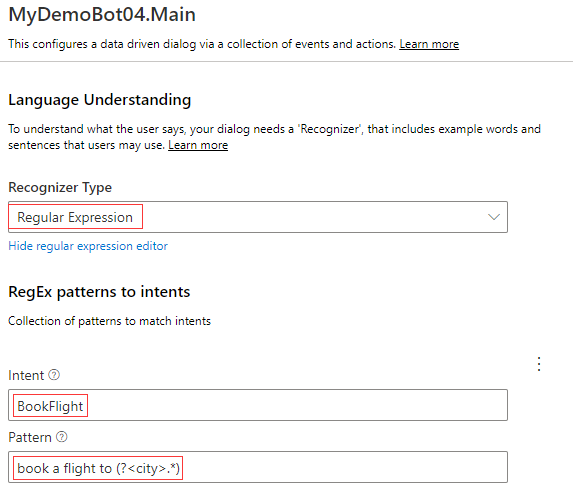 MyDemoBot04.Main
This configures a data driven dialog via a collection of events and actions. Learn more
Language Understanding
To understand what the user says, your dialog needs a 'Recognizer', that includes example words and
sentences that users may use. Learn more
Recognizer Type
Regular Expression
Hide regular expression editor
RegEx patterns to intents
Collection of patterns to match intents
Intent ?
BookFlight
Pattern ?
book a flight to (?<city>.*)